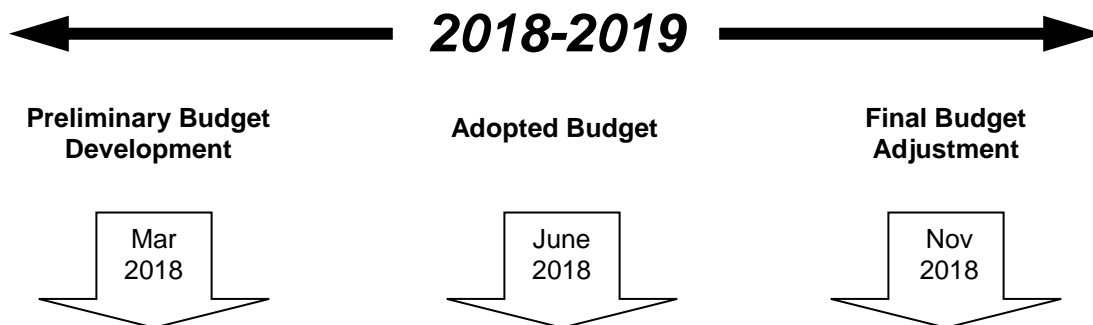 2018-2019
Preliminary Budget
Development
Adopted Budget
Final Budget
Adjustment
Mar
2018
June
2018
Nov
2018